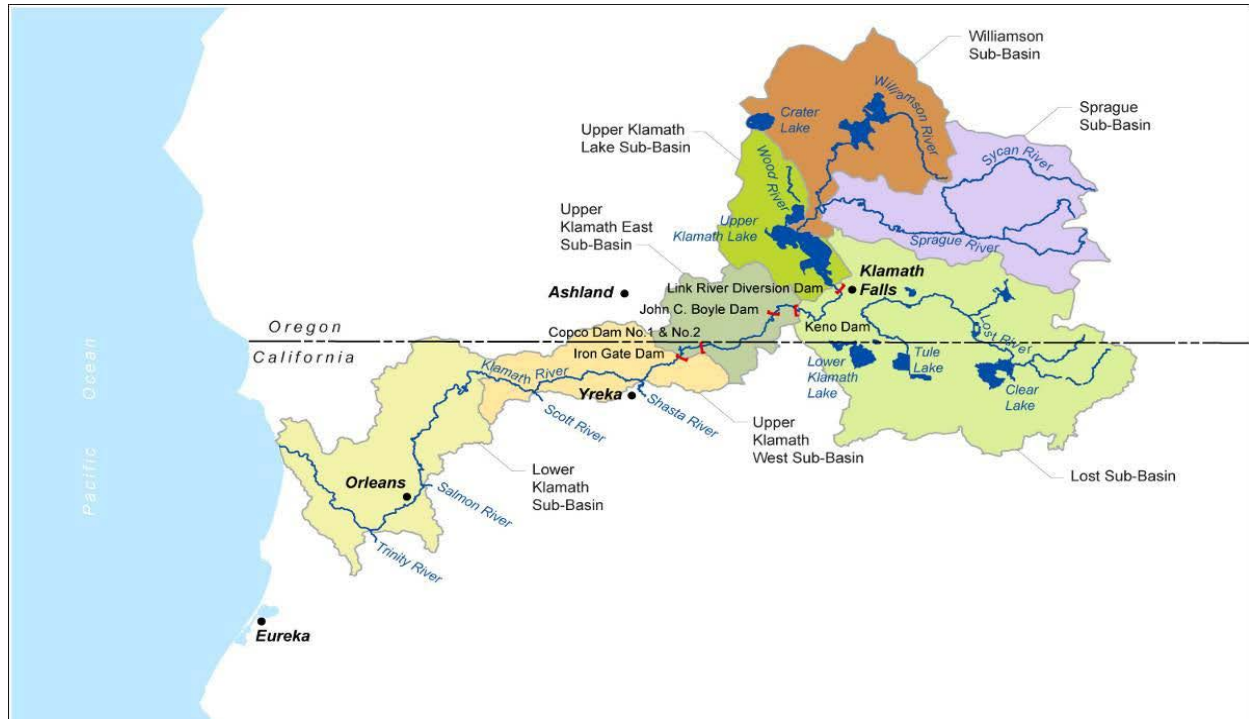 Williamson
Sub-Basin
Williamson River
Crater
Lake
Sprague
Sub-Basin
Upper Klamath
Lake Sub-Basin
Sycan River
Wood River
Upper
Klamath East
Sub-Basin
Upper
Klamath Lake
Sprague River
Klamath
Falls
Link River Diversion Dam
Ashland
John C. Boyle Dam
Keno Dam
Copco Dam No.1 & No.2
Oregon
California
Iron Gate Dam
Lost River
Lower
Klamath
Lake
Tule
Lake
Clear
Lake
Klamath River
Yreka
Scott River
Shasta River
Upper
Klamath
West Sub-Basin
Lost Sub-Basin
Lower
Klamath
Sub-Basin
Orleans
Salmon River
Trinity River
Pacific Ocean
Eureka